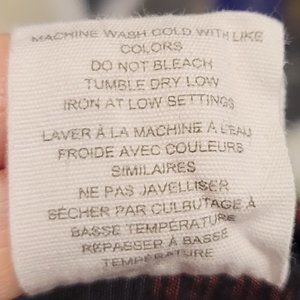 MACHINE WASH COLD WITH LIKE
COLORS
DO NOT BLEACH
TUMBLE DRY LOW
IRON AT LOW SETTINGS
LAVER À LA MACHINE À L'EAU
FROIDE AVEC COULEURS
SIMILAIRES
NE PAS JAVELLISER
SÉCHER PAR CULBUTAGE À
BASSE TEMPÉRATURE
REPASSER À BASSE
TEMPÉRATURE